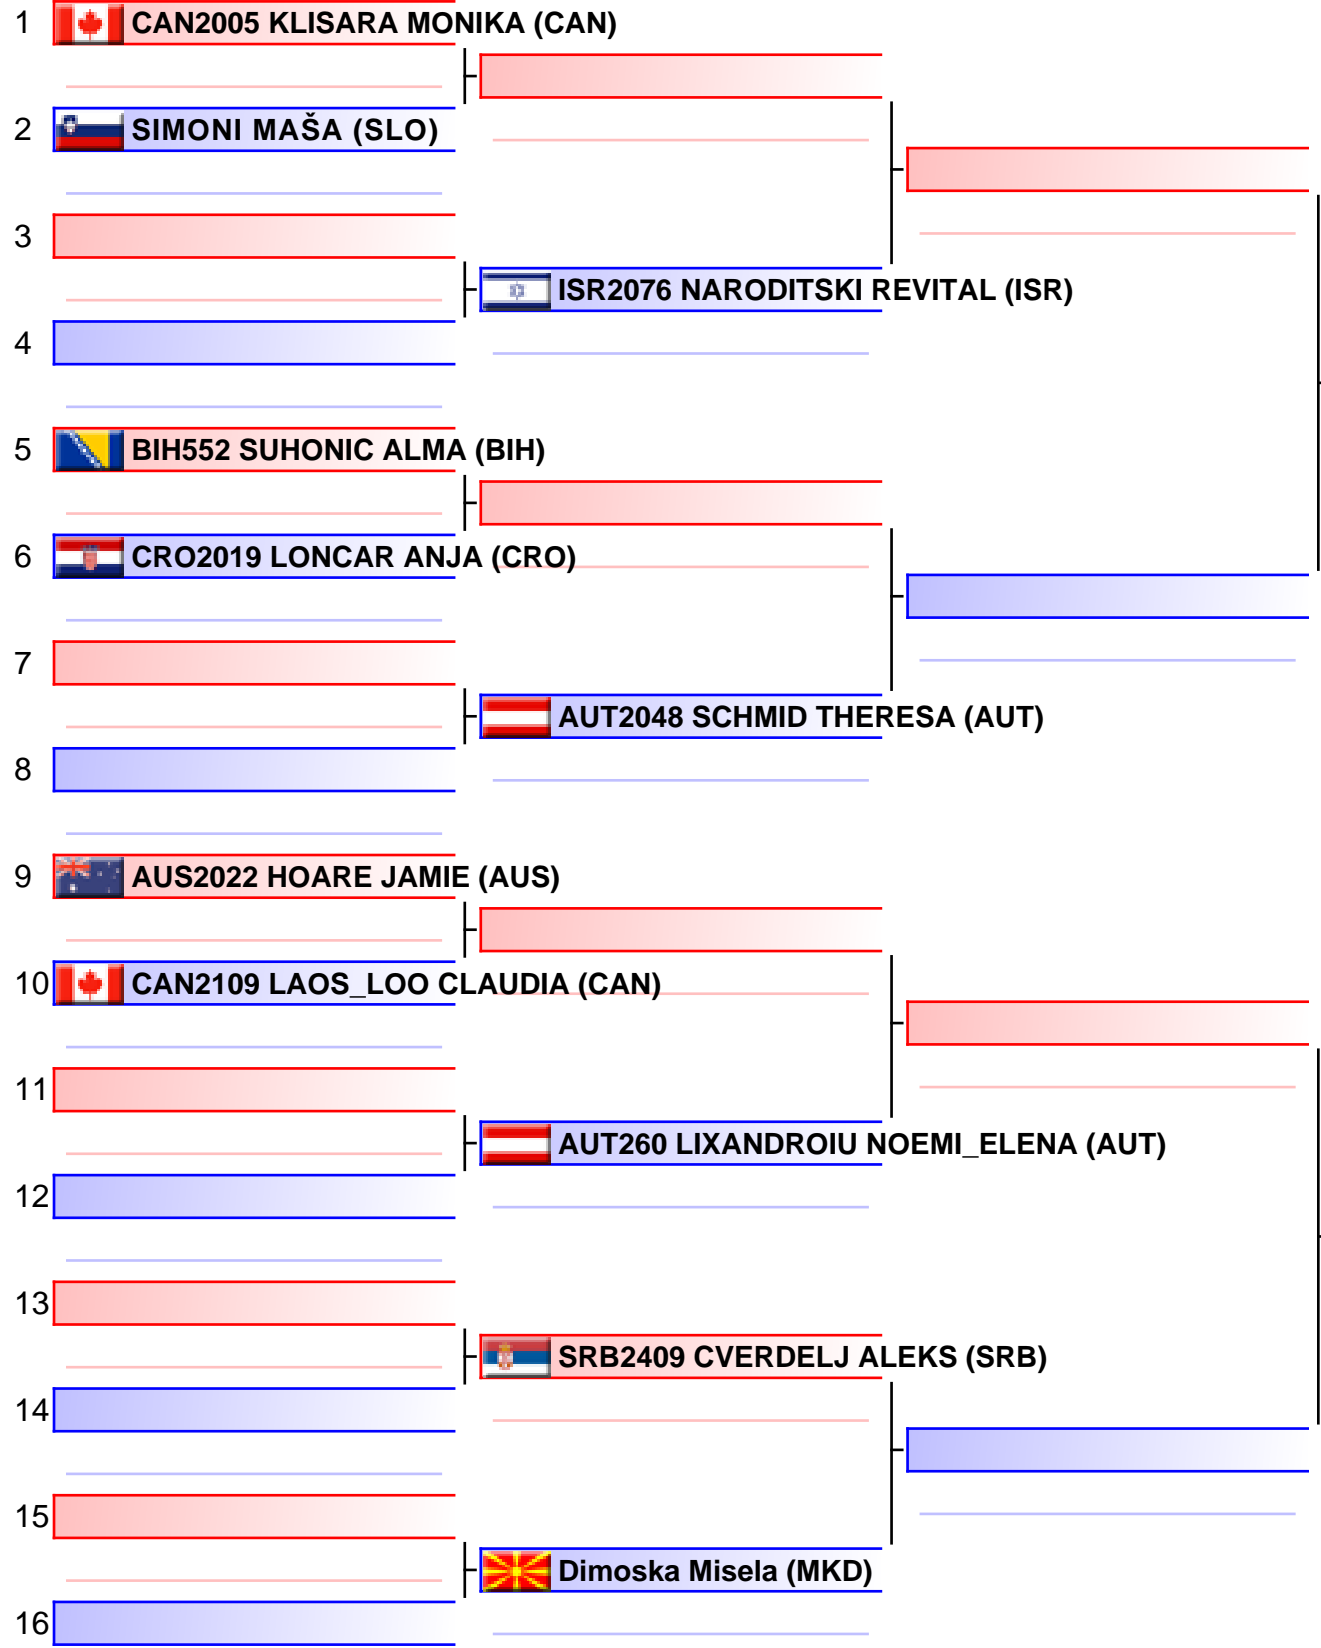 1 CAN2005 KLISARA MONIKA (CAN)
2 SIMONI MAŠA (SLO)
3
ISR2076 NARODITSKI REVITAL (ISR)
4
5 BIH552 SUHONIC ALMA (BIH)
6 CRO2019 LONCAR ANJA (CRO)
7
AUT2048 SCHMID THERESA (AUT)
8
9 AUS2022 HOARE JAMIE (AUS)
10 CAN2109 LAOS_LOO CLAUDIA (CAN)
11
AUT260 LIXANDROIU NOEMI_ELENA (AUT)
12
13
SRB2409 CVERDELJ ALEKS (SRB)
14
15
Dimoska Misela (MKD)
16